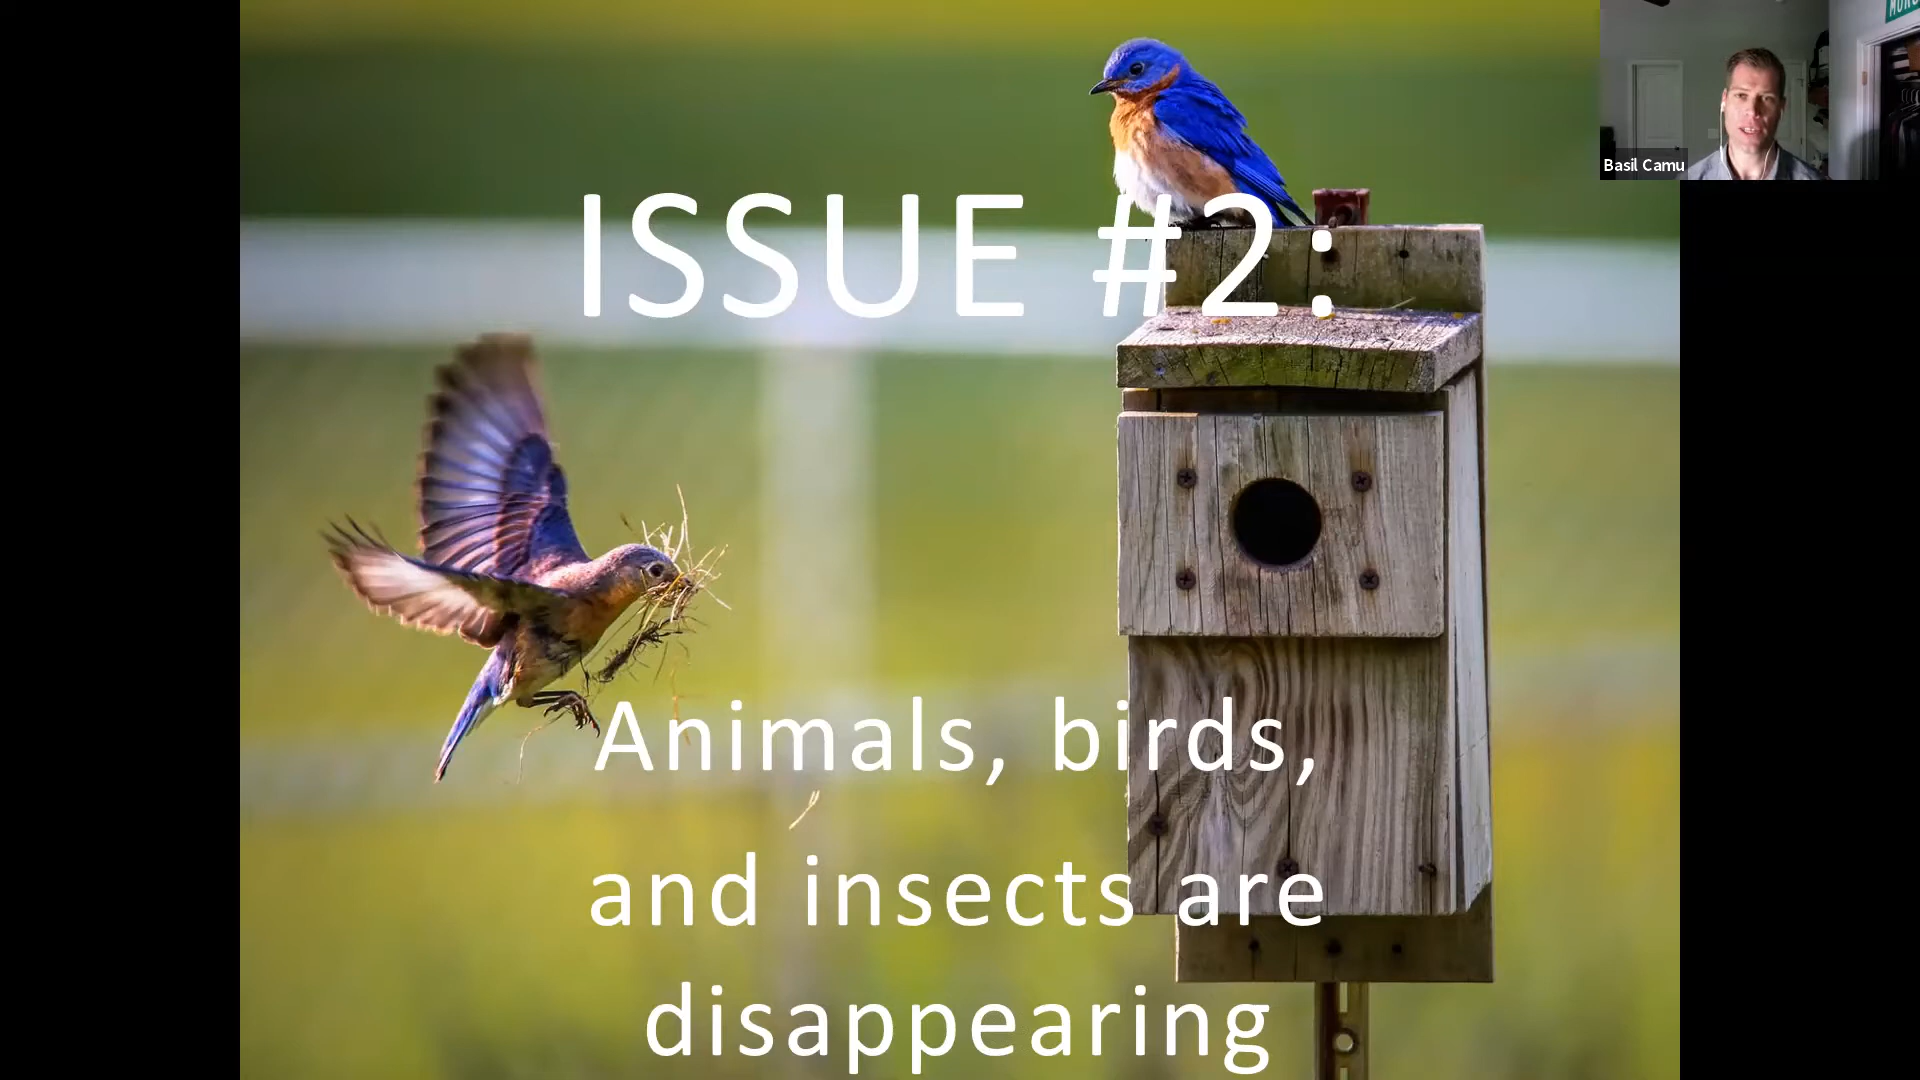 ISSUE #2:
Animals, birds,
and insects are
disappearing
Basil Camu